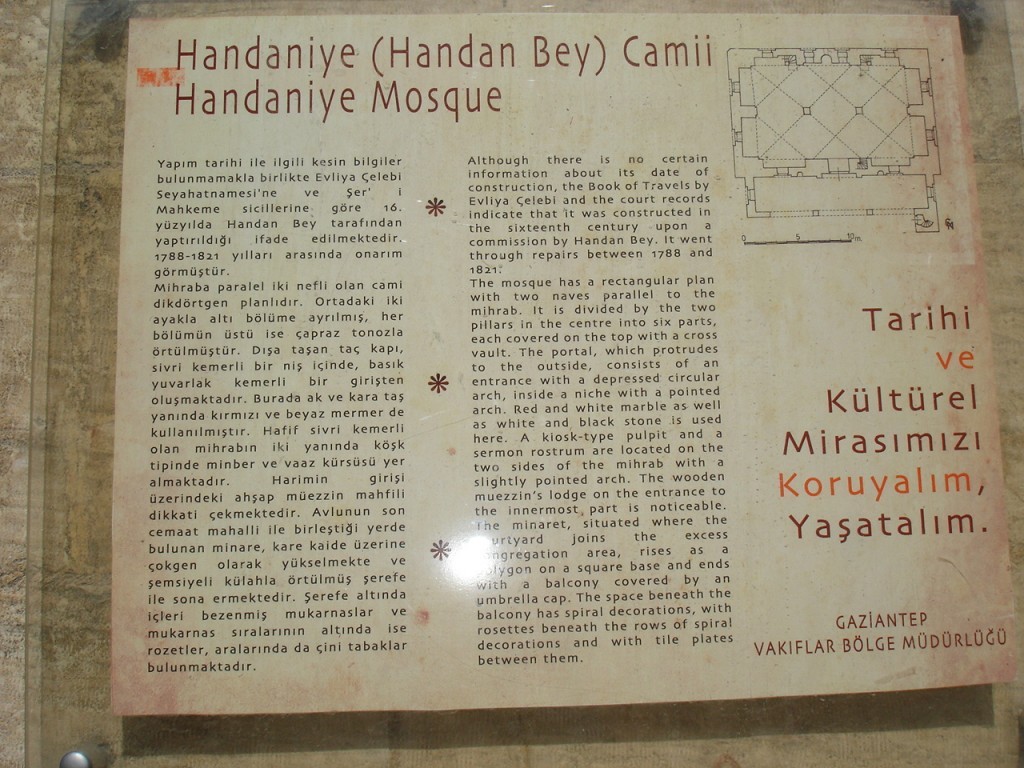 Handaniye (Handan Bey) Camii
Handaniye Mosque
Yapım tarihi ile ilgili kesin bilgiler
bulunmamakla birlikte Evliya Çelebi
Seyahatnamesi'ne ve Şer' i
Mahkeme sicillerine göre 16.
yüzyılda Handan Bey tarafından
yaptırıldığı ifade edilmektedir.
1788-1821 yılları arasında onarım
görmüştür.
Mihraba paralel iki nefli olan cami
dikdörtgen planlıdır. Ortadaki iki
ayakla altı bölüme ayrılmış, her
bölümün üstü ise çapraz tonozla
örtülmüştür. Dışa taşan taç kapı,
sivri kemerli bir niş içinde, basık
yuvarlak kemerli bir girişten
oluşmaktadır. Burada ak ve kara taş
yanında kırmızı ve beyaz mermer de
kullanılmıştır. Hafif sivri kemerli
olan mihrabın iki yanında köşk
tipinde minber ve vaaz kürsüsü yer
almaktadır. Harimin girişi
üzerindeki ahşap müezzin mahfili
dikkati çekmektedir. Avlunun son
cemaat mahalli ile birleştiği yerde
bulunan minare, kare kaide üzerine
çokgen olarak yükselmekte ve
şemsiyeli külahla örtülmüş şerefe
ile sona ermektedir. Şerefe altında
içleri bezenmiş mukarnaslar ve
mukarnas sıralarının altında ise
rozetler, aralarında da çini tabaklar
bulunmaktadır.
Although there is no certain
information about its date of
construction, the Book of Travels by
Evliya Çelebi and the court records
indicate that it was constructed in
the sixteenth century upon a
commission by Handan Bey. It went
through repairs between 1788 and
1821.
The mosque has a rectangular plan
with two naves parallel to the
mihrab. It is divided by the two
pillars in the centre into six parts,
each covered on the top with a cross
vault. The portal, which protrudes
to the outside, consists of an
entrance with a depressed circular
arch, inside a niche with a pointed
arch. Red and white marble as well
as white and black stone is used
here. A kiosk-type pulpit and a
sermon rostrum are located on the
two sides of the mihrab with a
slightly pointed arch. The wooden
muezzin's lodge on the entrance to
the innermost part is noticeable.
The minaret, situated where the
courtyard joins the excess
congregation area, rises as a
polygon on a square base and ends
with a balcony covered by an
umbrella cap. The space beneath the
balcony has spiral decorations, with
rosettes beneath the rows of spiral
decorations and with tile plates
between them.
0 5 10m.
Tarihi
ve
Kültürel
Mirasımızı
Koruyalım,
Yaşatalım.
GAZİANTEP
VAKIFLAR BÖLGE MÜDÜRLÜĞÜ